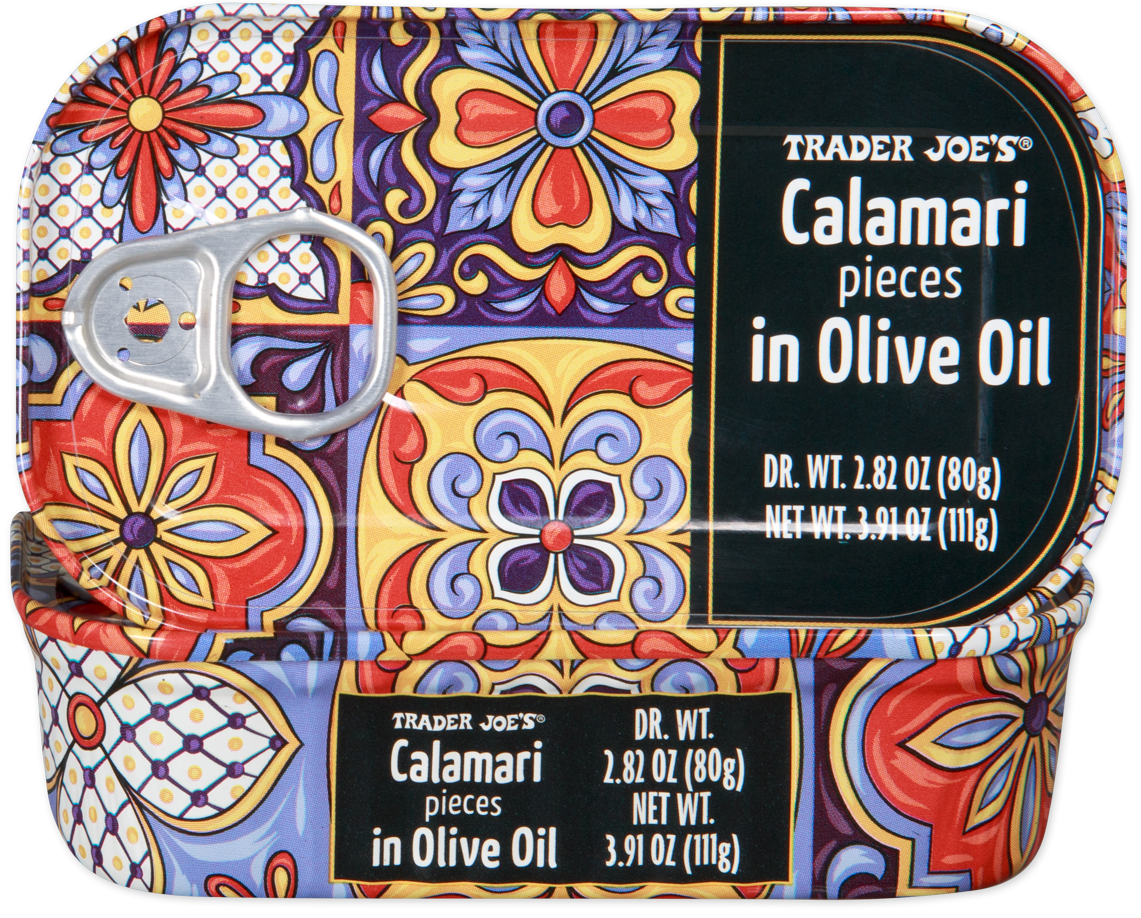 TRADER JOE'S®
Calamari
pieces
in Olive Oil
DR. WT. 2.82 OZ (80g)
NET WT. 3.91 OZ (111g)
TRADER JOE'S®
Calamari
pieces
in Olive Oil
DR. WT.
2.82 OZ (80g)
NET WT.
3.91 OZ (111g)